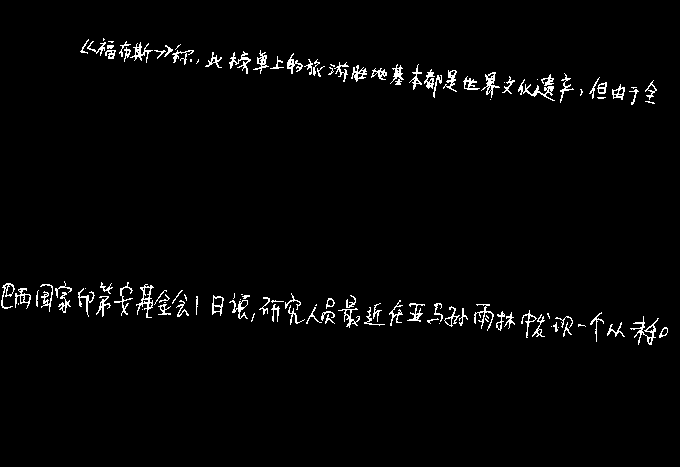 《福布斯》称,此榜单上的旅游胜地基本都是世界文化遗产,但由于全
巴西国家印第安基金会1日说,研究人员最近在亚马孙雨林中发现一个从未和